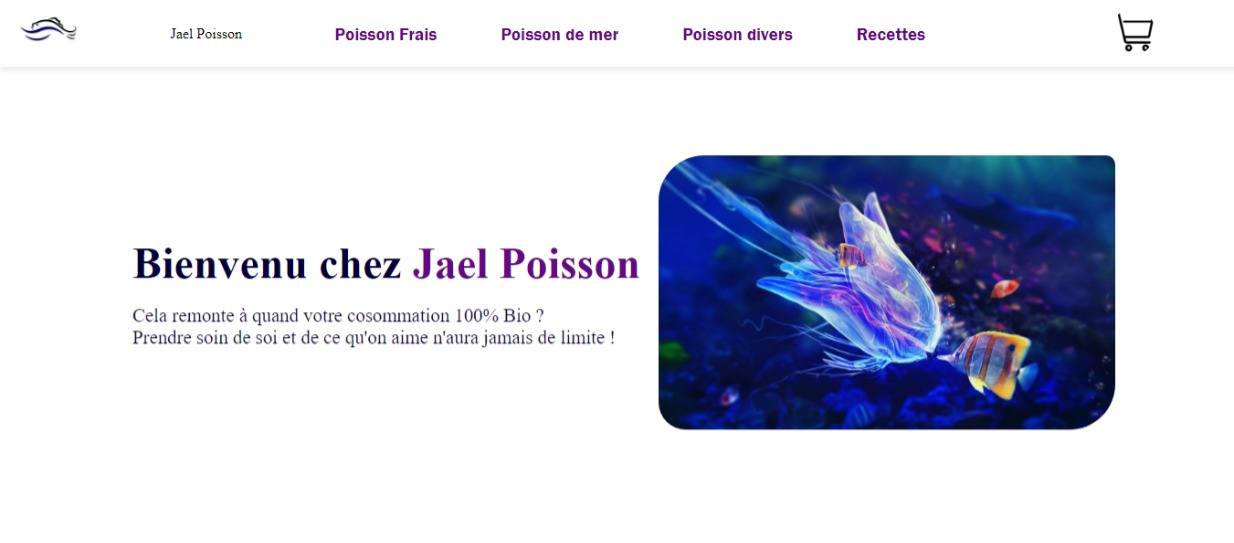 Jael Poisson
Poisson Frais
Poisson de mer
Poisson divers
Recettes
Bienvenu chez Jael Poisson
Cela remonte à quand votre cosommation 100% Bio ?
Prendre soin de soi et de ce qu'on aime n'aura jamais de limite !